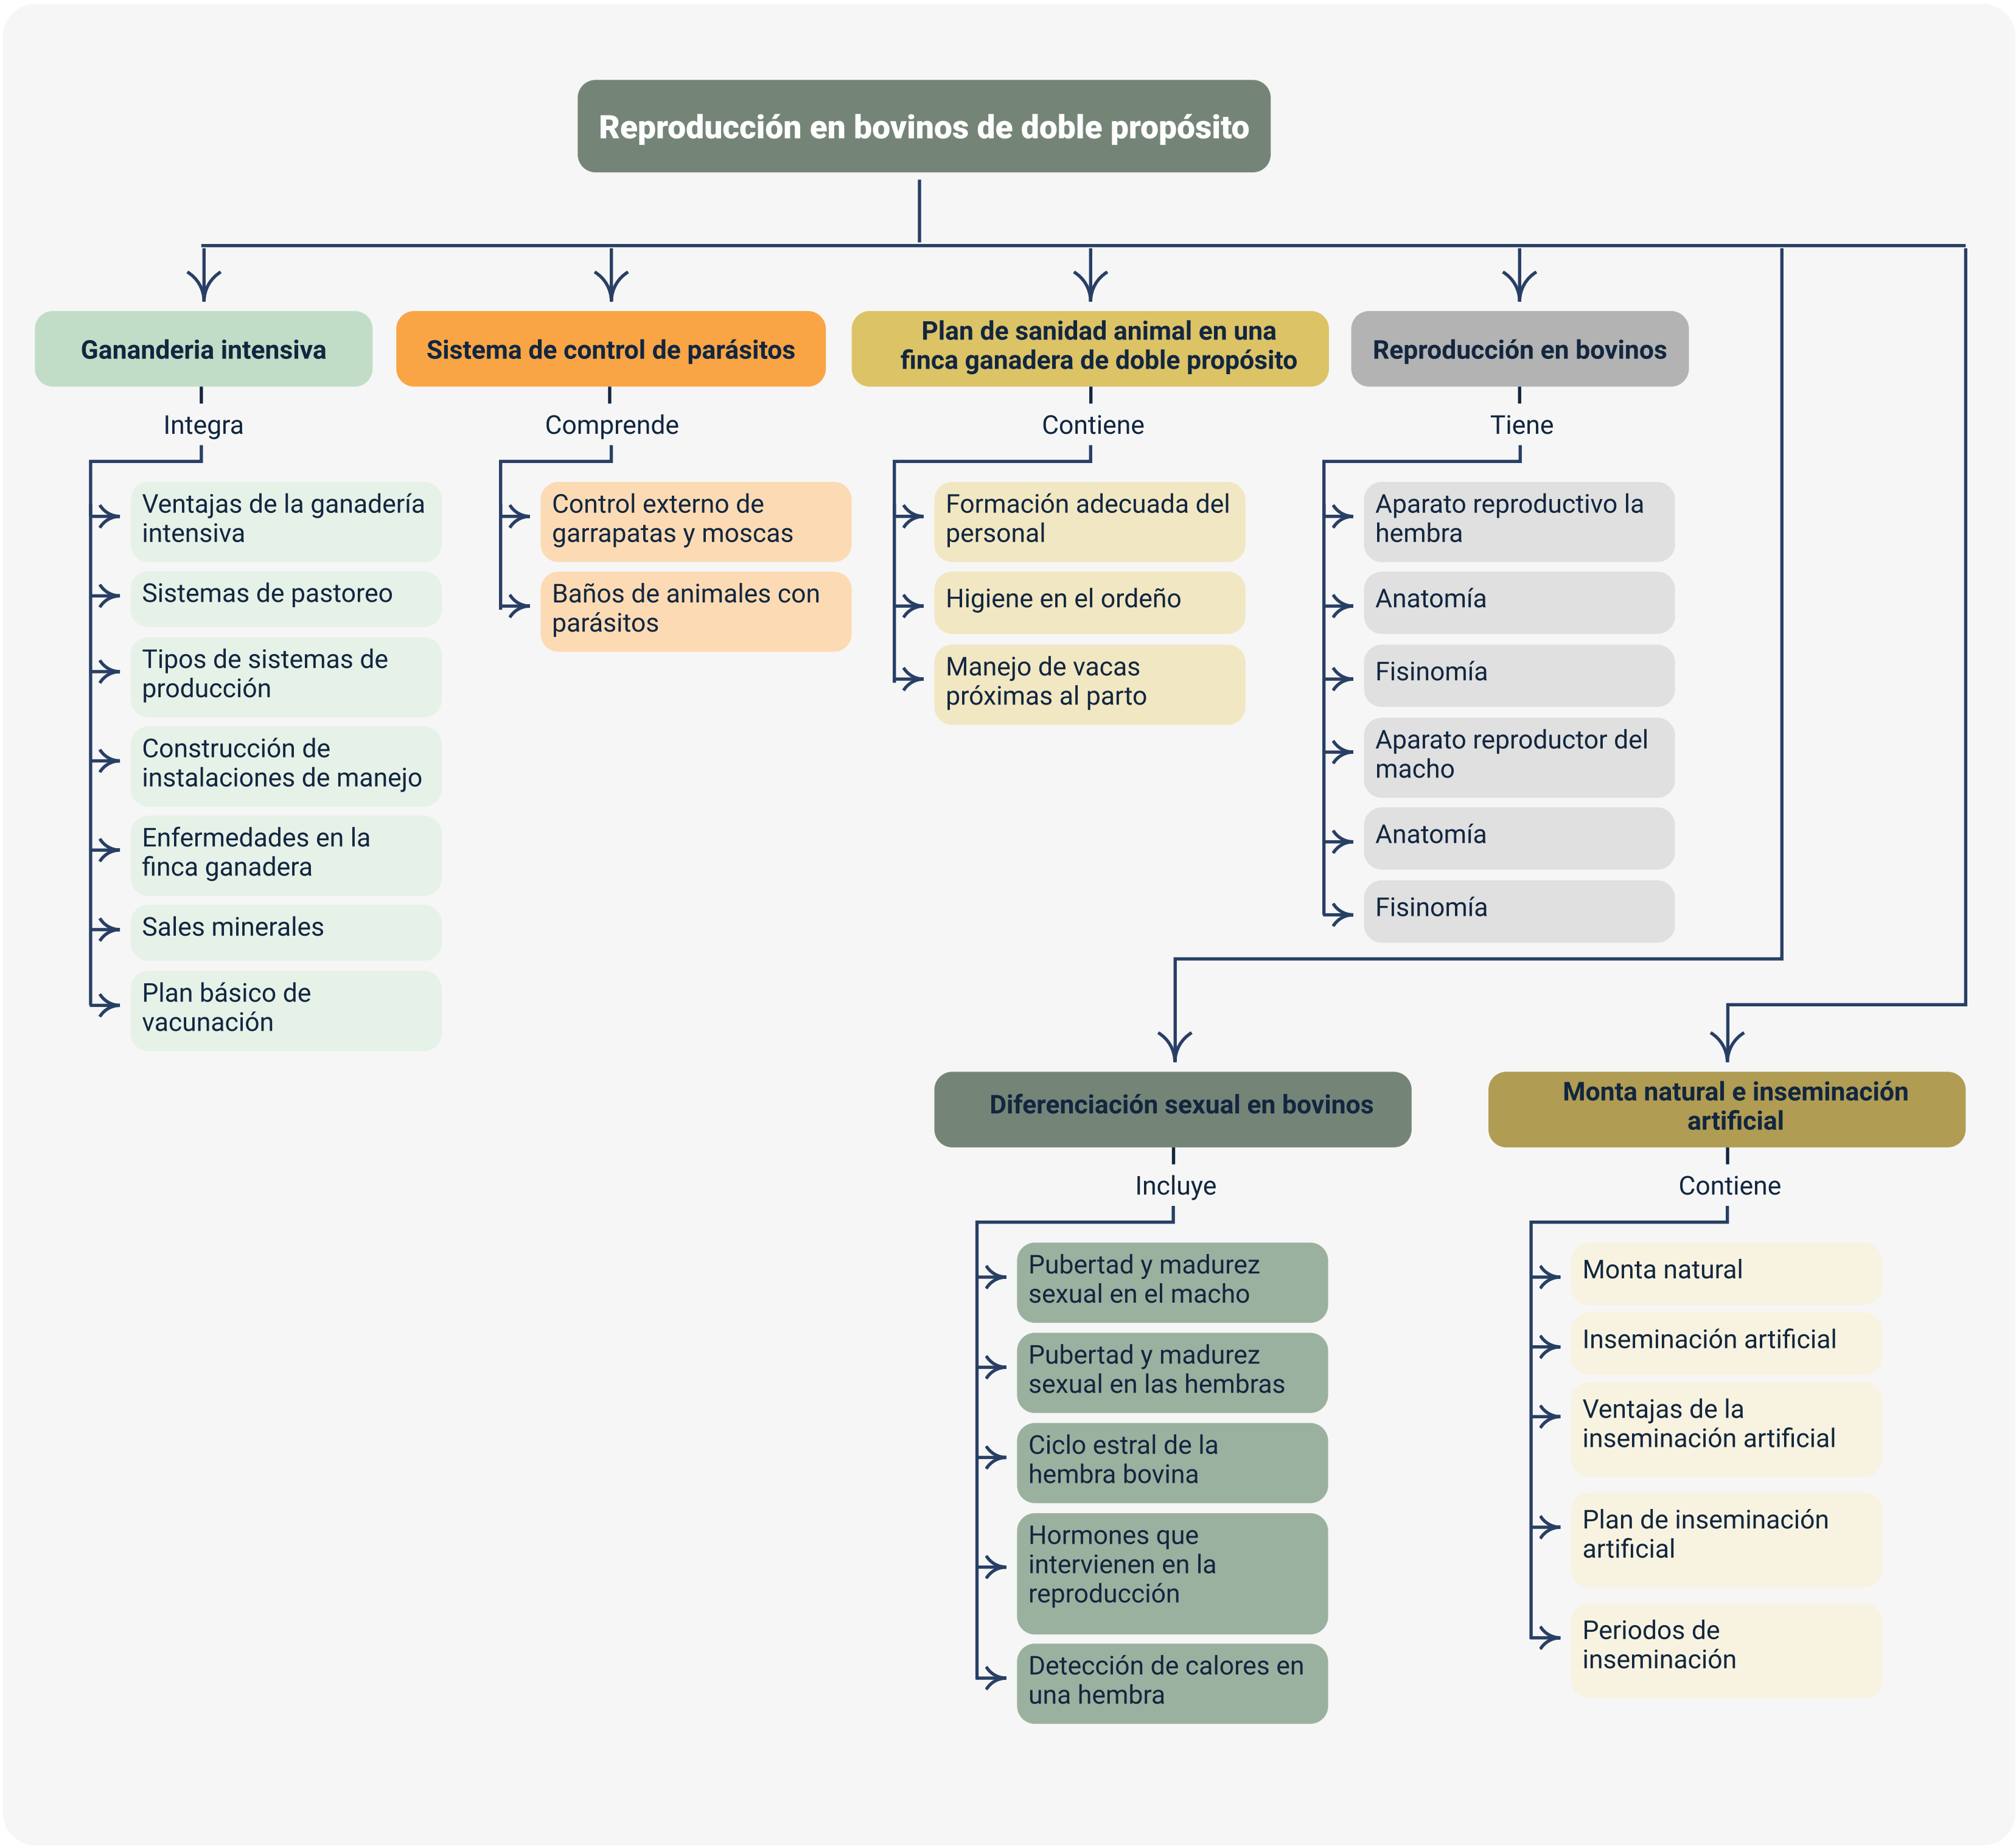 Reproducción en bovinos de doble propósito
Gananderia intensiva
Integra
Ventajas de la ganadería
intensiva
Sistemas de pastoreo
Tipos de sistemas de
producción
Construcción de
instalaciones de manejo
Enfermedades en la
finca ganadera
Sales minerales
Plan básico de
vacunación
Sistema de control de parásitos
Comprende
Control externo de
garrapatas y moscas
Baños de animales con
parásitos
Plan de sanidad animal en una
finca ganadera de doble propósito
Contiene
Formación adecuada del
personal
Higiene en el ordeño
Manejo de vacas
próximas al parto
Reproducción en bovinos
Tiene
Aparato reproductivo la
hembra
Anatomía
Fisinomía
Aparato reproductor del
macho
Anatomía
Fisinomía
Diferenciación sexual en bovinos
Incluye
Pubertad y madurez
sexual en el macho
Pubertad y madurez
sexual en las hembras
Ciclo estral de la
hembra bovina
Hormones que
intervienen en la
reproducción
Detección de calores en
una hembra
Monta natural e inseminación
artificial
Contiene
Monta natural
Inseminación artificial
Ventajas de la
inseminación artificial
Plan de inseminación
artificial
Periodos de
inseminación